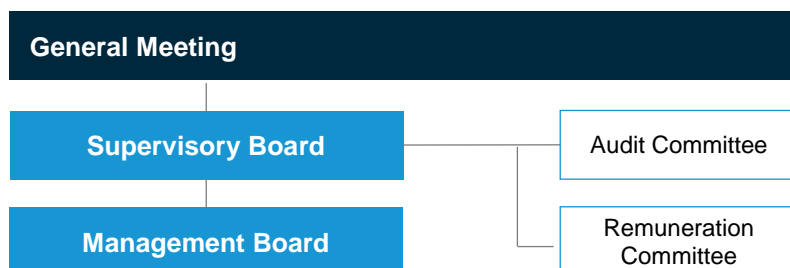 General Meeting
Supervisory Board
Audit Committee
Management Board
Remuneration
Committee